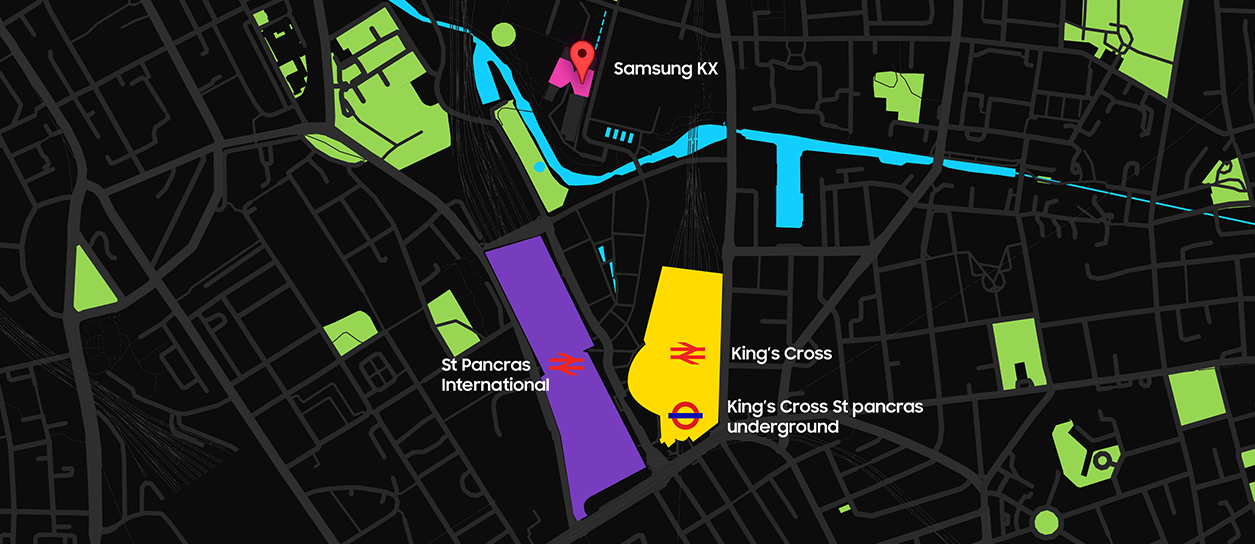 Samsung KX
St Pancras
International
King's Cross
King's Cross St pancras
underground